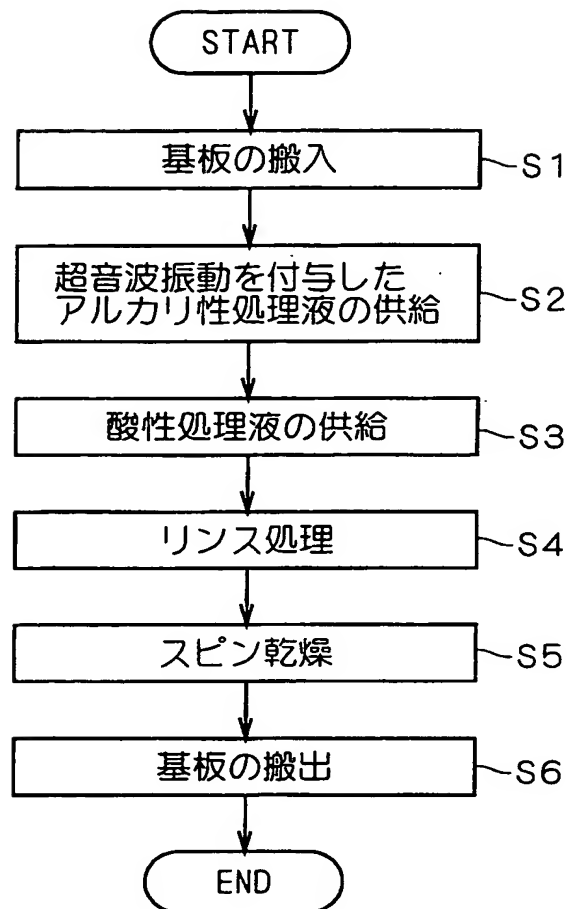 START
基板の搬入
S1
超音波振動を付与した
アルカリ性処理液の供給
S2
酸性処理液の供給
S3
リンス処理
S4
スピン乾燥
S5
基板の搬出
S6
END